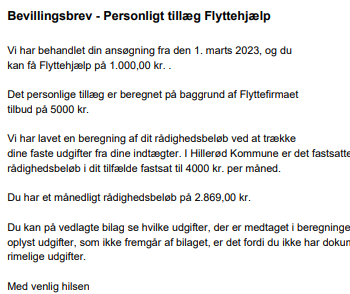 Bevillingsbrev - Personligt tillæg Flyttehjælp
Vi har behandlet din ansøgning fra den 1. marts 2023, og du
kan få Flyttehjælp på 1.000,00 kr. .
Det personlige tillæg er beregnet på baggrund af Flyttefirmaet
tilbud på 5000 kr.
Vi har lavet en beregning af dit rådighedsbeløb ved at trække
dine faste udgifter fra dine indtægter. I Hillerød Kommune er det fastsatte
rådighedsbeløb i dit tilfælde fastsat til 4000 kr. per måned.
Du har et månedligt rådighedsbeløb på 2.869,00 kr.
Du kan på vedlagte bilag se hvilke udgifter, der er medtaget i beregninge
oplyst udgifter, som ikke fremgår af bilaget, er det fordi du ikke har dokum
rimelige udgifter.
Med venlig hilsen